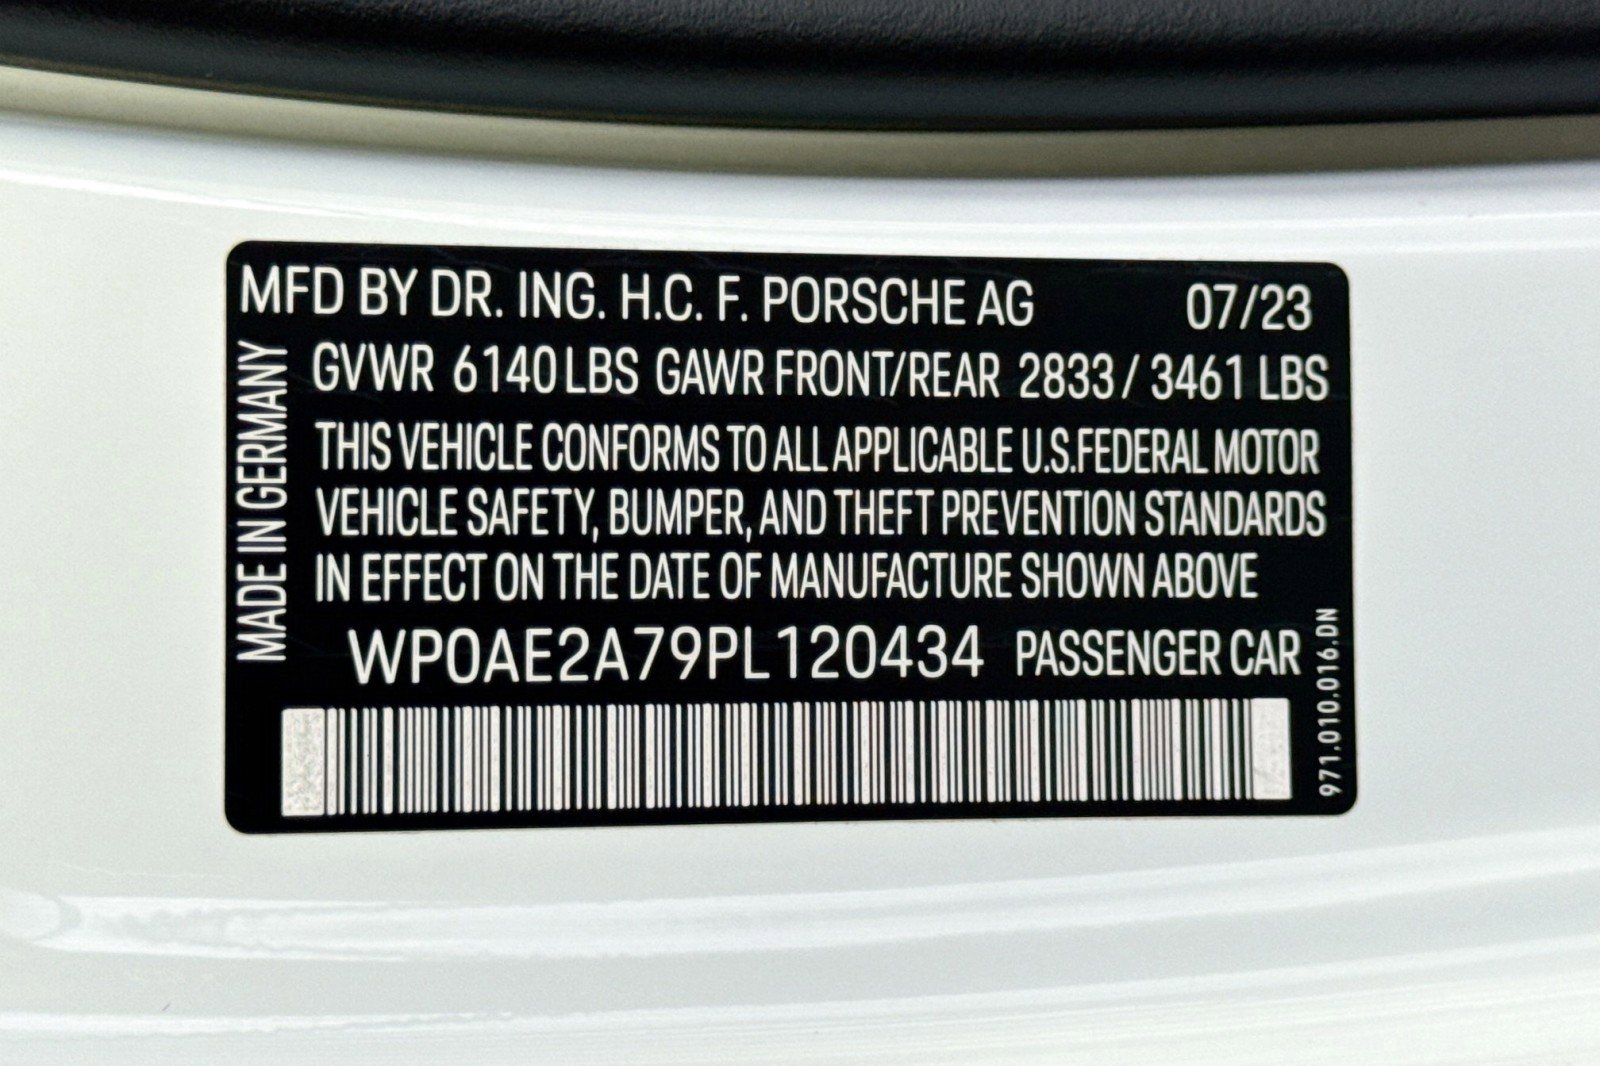 MFD BY DR. ING. H.C. F. PORSCHE AG 07/23
GVWR 6140 LBS GAWR FRONT/REAR 2833 / 3461 LBS
THIS VEHICLE CONFORMS TO ALL APPLICABLE U.S.FEDERAL MOTOR
VEHICLE SAFETY, BUMPER, AND THEFT PREVENTION STANDARDS
IN EFFECT ON THE DATE OF MANUFACTURE SHOWN ABOVE
WP0AE2A79PL120434 PASSENGER CAR
MADE IN GERMANY
971.010.016.DN